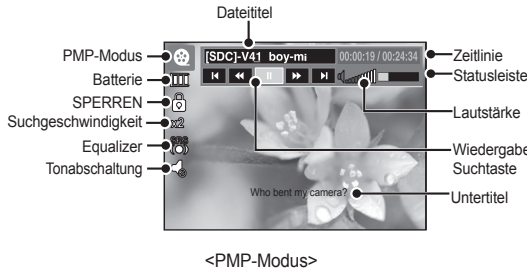 Dateititel
PMP-Modus
[SDC]-V41 boy-mi
00:00:19 / 00:24:34
Zeitlinie
Batterie
Statusleiste
SPERREN
Suchgeschwindigkeit
x2
Lautstärke
Equalizer
SRS
Wiedergabe
Suchtaste
Tonabschaltung
Who bent my camera?
Untertitel
<PMP-Modus>